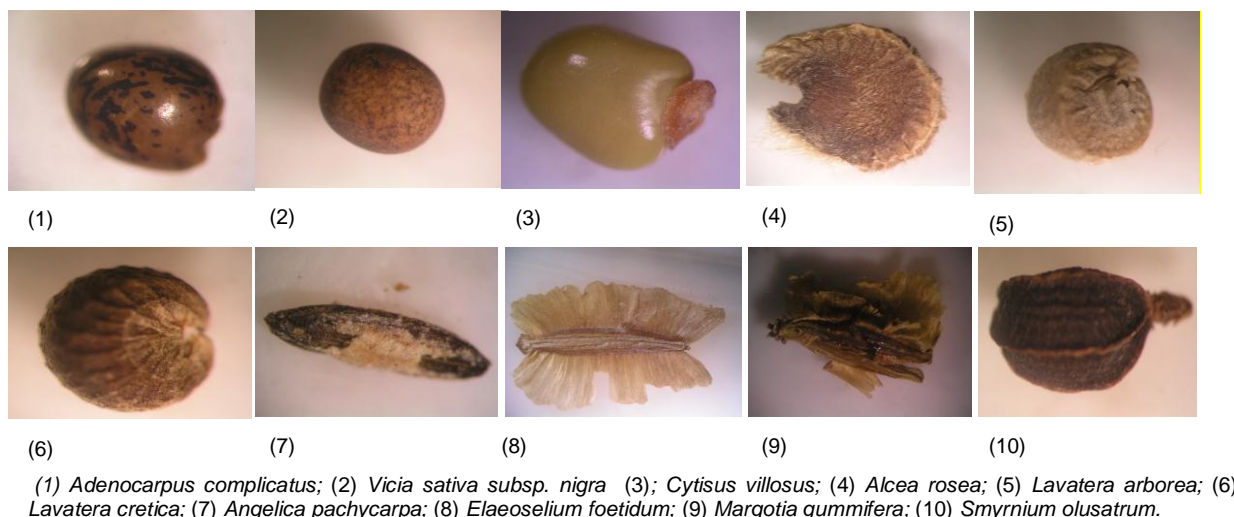 (1) (2) (3) (4) (5)
(6) (7) (8) (9) (10)
(1) Adenocarpus complicatus; (2) Vicia sativa subsp. nigra (3); Cytisus villosus; (4) Alcea rosea; (5) Lavatera arborea; (6)
Lavatera cretica; (7) Angelica pachycarpa; (8) Elaeoselium foetidum; (9) Margotia gummifera; (10) Smyrnium olusatrum.